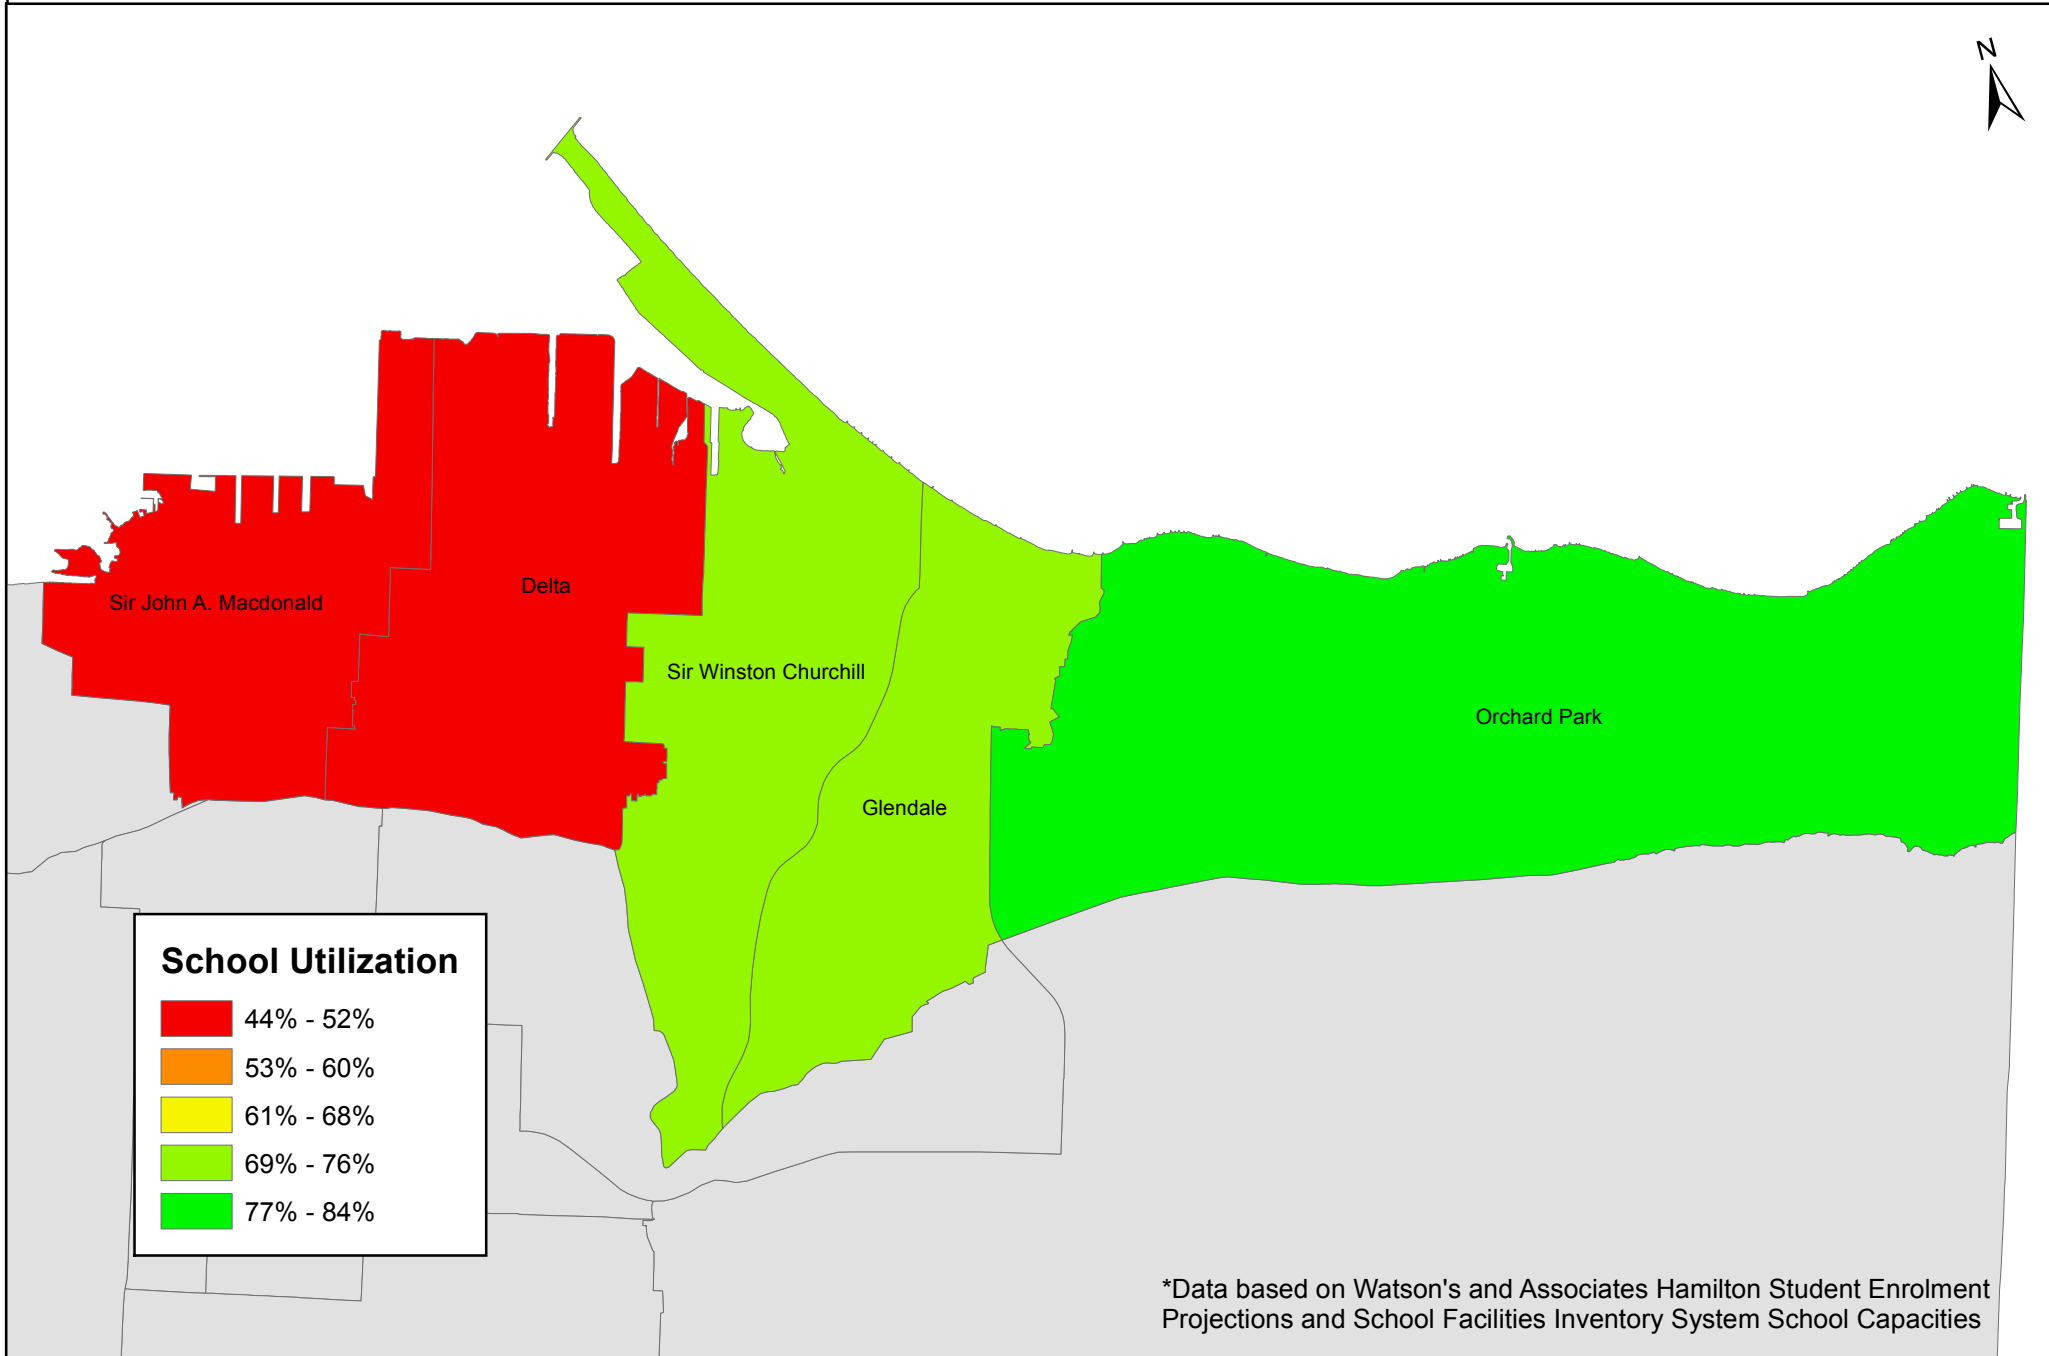 N
Sir John A. Macdonald
Delta
Sir Winston Churchill
Orchard Park
Glendale
School Utilization
44% - 52%
53% - 60%
61% - 68%
69% - 76%
77% - 84%
*Data based on Watson's and Associates Hamilton Student Enrolment
Projections and School Facilities Inventory System School Capacities